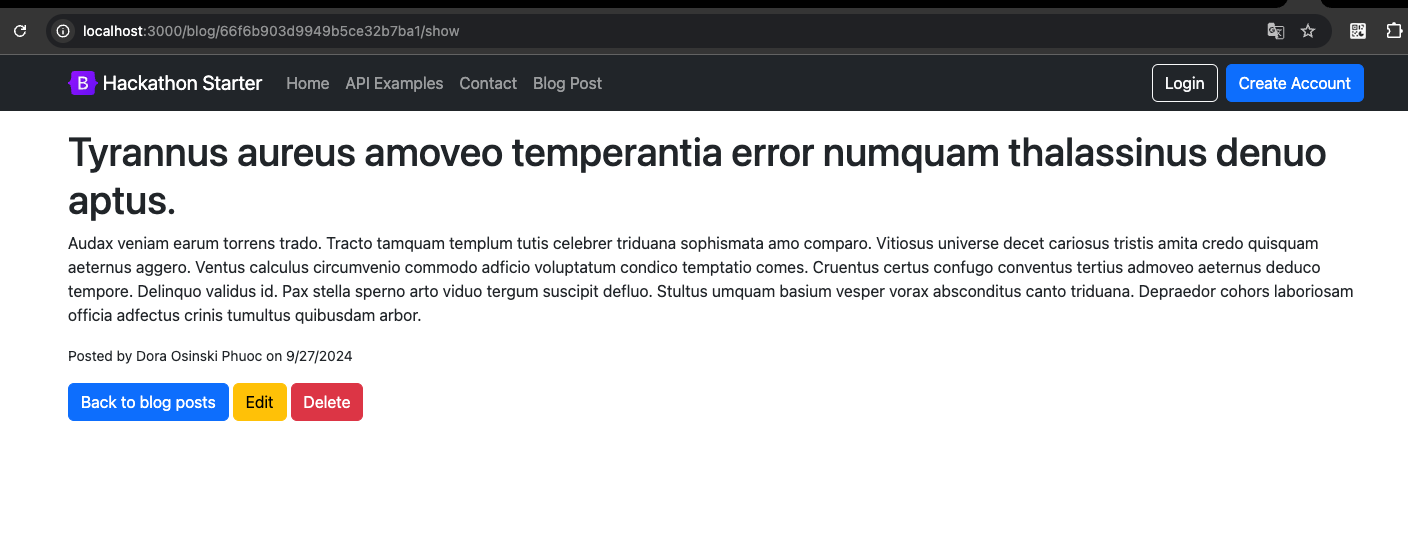 localhost:3000/blog/66f6b903d9949b5ce32b7ba1/show
B Hackathon Starter Home API Examples Contact Blog Post Login Create Account
Tyrannus aureus amoveo temperantia error numquam thalassinus denuo
aptus.
Audax veniam earum torrens trado. Tracto tamquam templum tutis celebrer triduana sophismata amo comparo. Vitiosus universe decet cariosus tristis amita credo quisquam
aeternus aggero. Ventus calculus circumvenio commodo adficio voluptatum condico temptatio comes. Cruentus certus confugo conventus tertius admoveo aeternus deduco
tempore. Delinquo validus id. Pax stella sperno arto viduo tergum suscipit defluo. Stultus umquam basium vesper vorax absconditus canto triduana. Depraedor cohors laboriosam
officia adfectus crinis tumultus quibusdam arbor.
Posted by Dora Osinski Phuoc on 9/27/2024
Back to blog posts Edit Delete